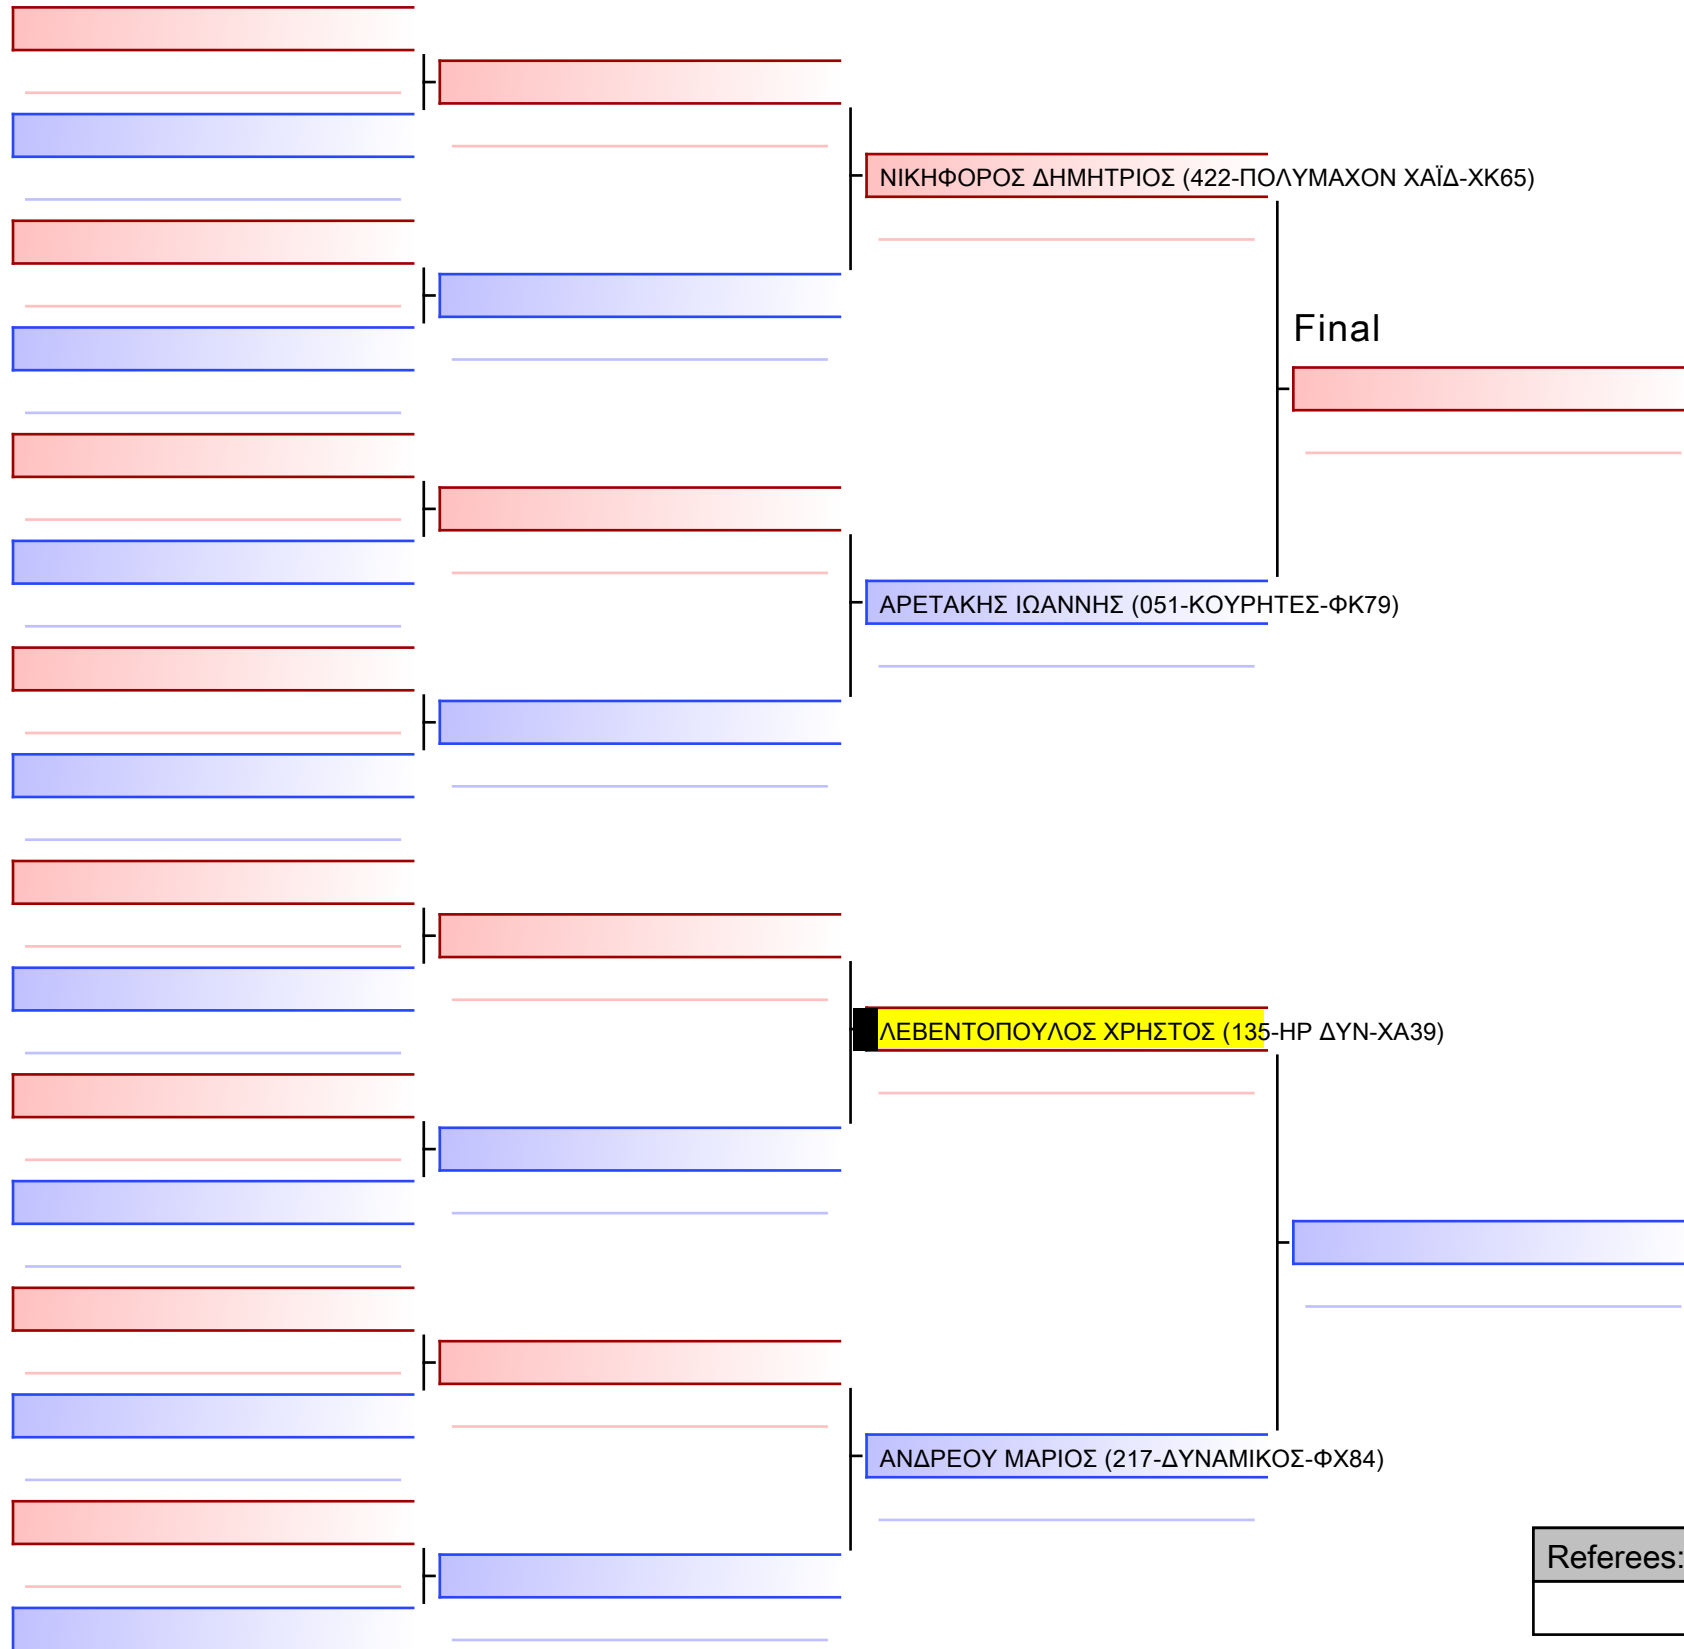 ΝΙΚΗΦΟΡΟΣ ΔΗΜΗΤΡΙΟΣ (422-ΠΟΛΥΜΑΧΟΝ ΧΑΪΔ-ΧΚ65)
Final
ΑΡΕΤΑΚΗΣ ΙΩΑΝΝΗΣ (051-ΚΟΥΡΗΤΕΣ-ΦΚ79)
ΛΕΒΕΝΤΟΠΟΥΛΟΣ ΧΡΗΣΤΟΣ (135-ΗΡ ΔΥΝ-ΧΑ39)
ΑΝΔΡΕΟΥ ΜΑΡΙΟΣ (217-ΔΥΝΑΜΙΚΟΣ-ΦΧ84)
Referees: